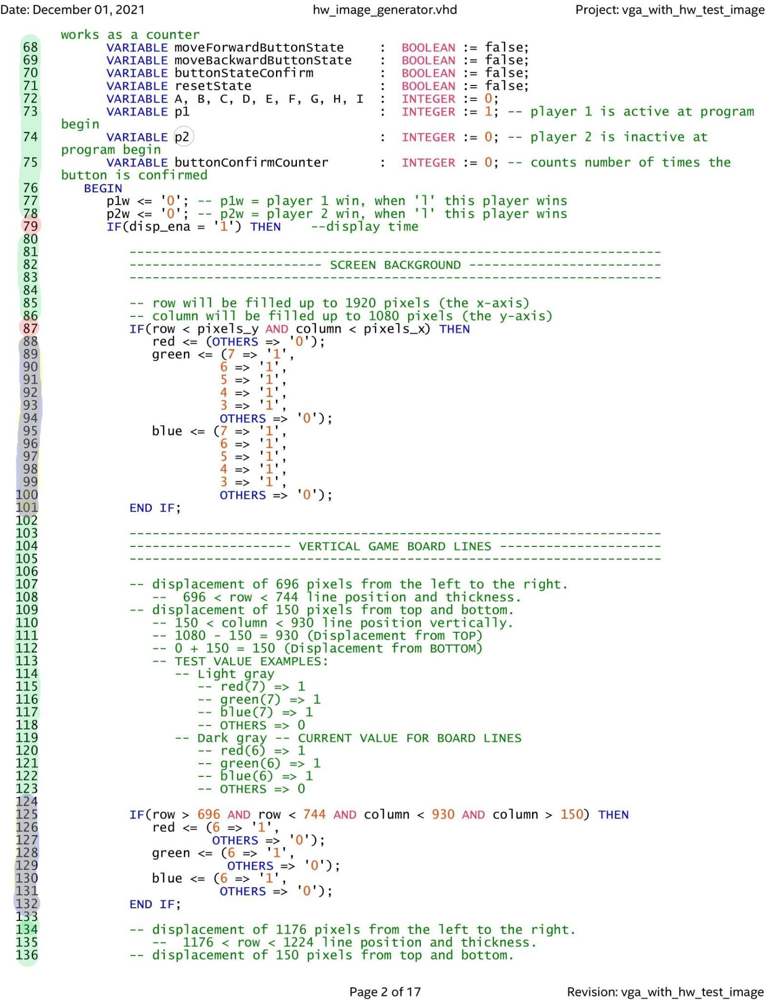 Date: December 01, 2021 hw_image_generator.vhd Project: vga_with_hw_test_image
works as a counter
68 VARIABLE moveForwardButtonState : BOOLEAN := false;
69 VARIABLE moveBackwardButtonState : BOOLEAN := false;
70 VARIABLE buttonStateConfirm : BOOLEAN := false;
71 VARIABLE resetState : BOOLEAN := false;
72 VARIABLE A, B, C, D, E, F, G, H, I : INTEGER := 0;
73 VARIABLE p1 : INTEGER := 1; -- player 1 is active at program
begin
74 VARIABLE p2 : INTEGER := 0; -- player 2 is inactive at
program begin
75 VARIABLE buttonConfirmCounter : INTEGER := 0; -- counts number of times the
button is confirmed
76 BEGIN
77 p1w <= '0'; -- p1w = player 1 win, when 'l' this player wins
78 p2w <= '0'; -- p2w = player 2 win, when 'l' this player wins
79 IF(disp_ena = '1') THEN --display time
80
81 ----------------------------------------------------------------------
82 ------------------------- SCREEN BACKGROUND -------------------------
83 ----------------------------------------------------------------------
84
85 -- row will be filled up to 1920 pixels (the x-axis)
86 -- column will be filled up to 1080 pixels (the y-axis)
87 IF(row < pixels_y AND column < pixels_x) THEN
88 red <= (OTHERS => '0');
89 green <= (7 => '1',
90 6 => '1',
91 5 => '1',
92 4 => '1',
93 3 => '1',
94 OTHERS => '0');
95 blue <= (7 => '1',
96 6 => '1',
97 5 => '1',
98 4 => '1',
99 3 => '1',
100 OTHERS => '0');
101 END IF;
102
103 ----------------------------------------------------------------------
104 --------------------- VERTICAL GAME BOARD LINES ---------------------
105 ----------------------------------------------------------------------
106
107 -- displacement of 696 pixels from the left to the right.
108 -- 696 < row < 744 line position and thickness.
109 -- displacement of 150 pixels from top and bottom.
110 -- 150 < column < 930 line position vertically.
111 -- 1080 - 150 = 930 (Displacement from TOP)
112 -- 0 + 150 = 150 (Displacement from BOTTOM)
113 -- TEST VALUE EXAMPLES:
114 -- Light gray
115 -- red(7) => 1
116 -- green(7) => 1
117 -- blue(7) => 1
118 -- OTHERS => 0
119 -- Dark gray -- CURRENT VALUE FOR BOARD LINES
120 -- red(6) => 1
121 -- green(6) => 1
122 -- blue(6) => 1
123 -- OTHERS => 0
124
125 IF(row > 696 AND row < 744 AND column < 930 AND column > 150) THEN
126 red <= (6 => '1',
127 OTHERS => '0');
128 green <= (6 => '1',
129 OTHERS => '0');
130 blue <= (6 => '1',
131 OTHERS => '0');
132 END IF;
133
134 -- displacement of 1176 pixels from the left to the right.
135 -- 1176 < row < 1224 line position and thickness.
136 -- displacement of 150 pixels from top and bottom.
Page 2 of 17 Revision: vga_with_hw_test_image